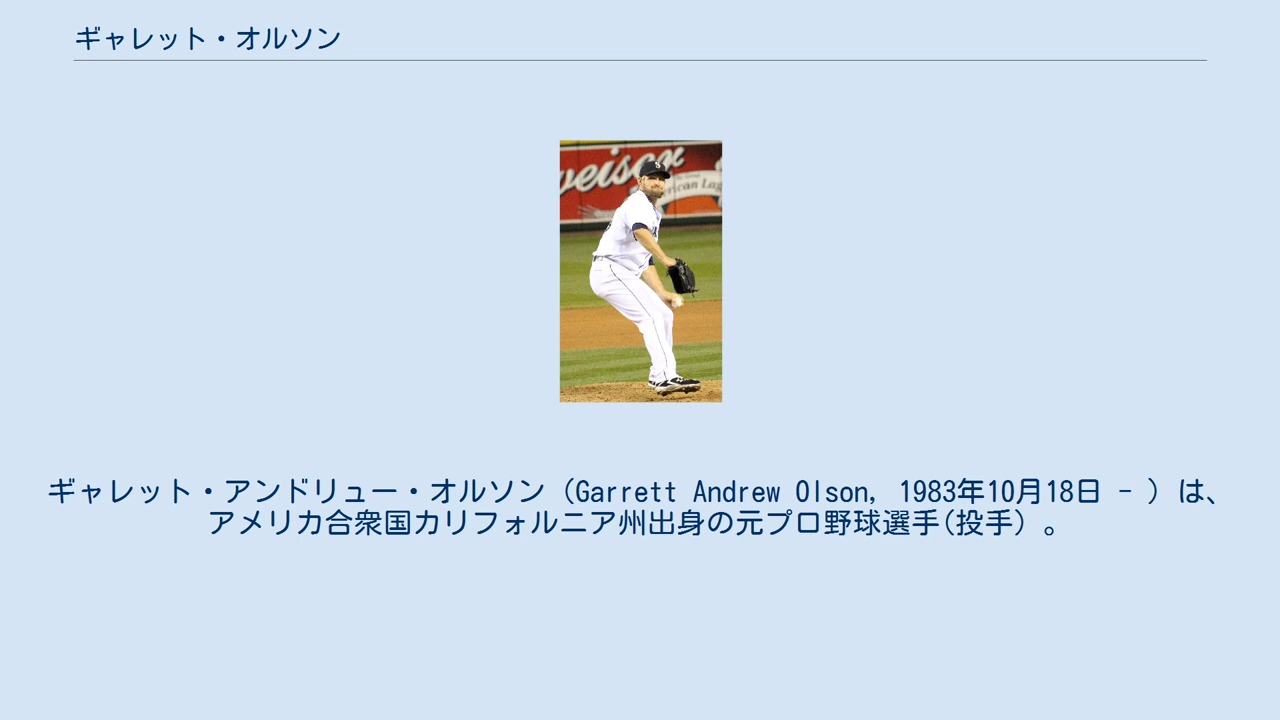 ギャレット・オルソン
weiser
rican Lag
ギャレット・アンドリュー・オルソン（Garrett Andrew Olson, 1983年10月18日 - ）は、
アメリカ合衆国カリフォルニア州出身の元プロ野球選手(投手）。